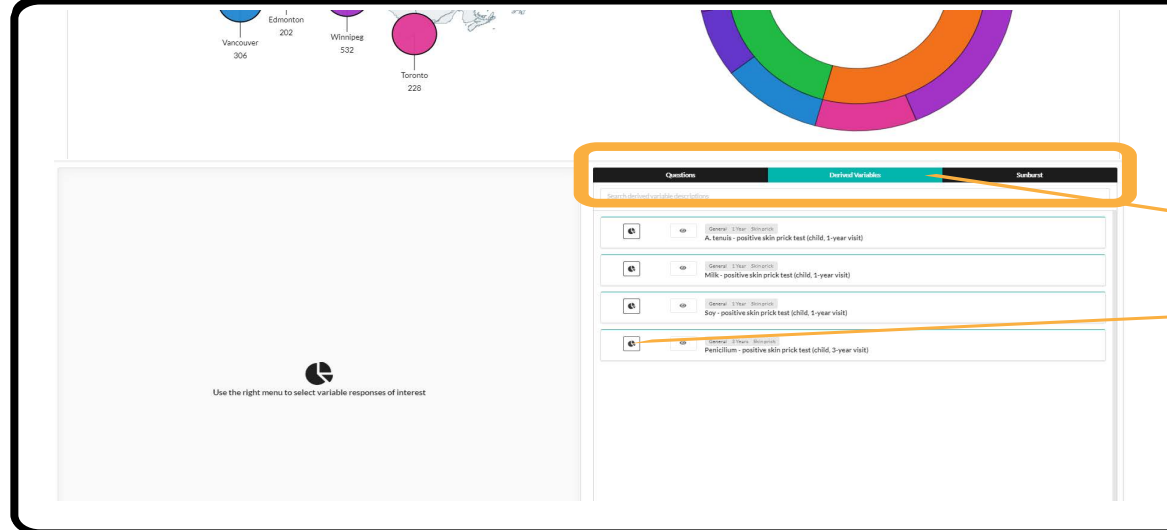 Edmonton
202
Vancouver
306
Winnipeg
532
Toronto
228
Questions
Derived Variables
Sunburst
Search derived variable descriptions
General 1 Year Skin prick
A. tenuis - positive skin prick test (child, 1-year visit)
General 1 Year Skin prick
Milk - positive skin prick test (child, 1-year visit)
General 1 Year Skin prick
Soy - positive skin prick test (child, 1-year visit)
General 3 Years Skin prick
Penicilium - positive skin prick test (child, 3-year visit)
Use the right menu to select variable responses of interest